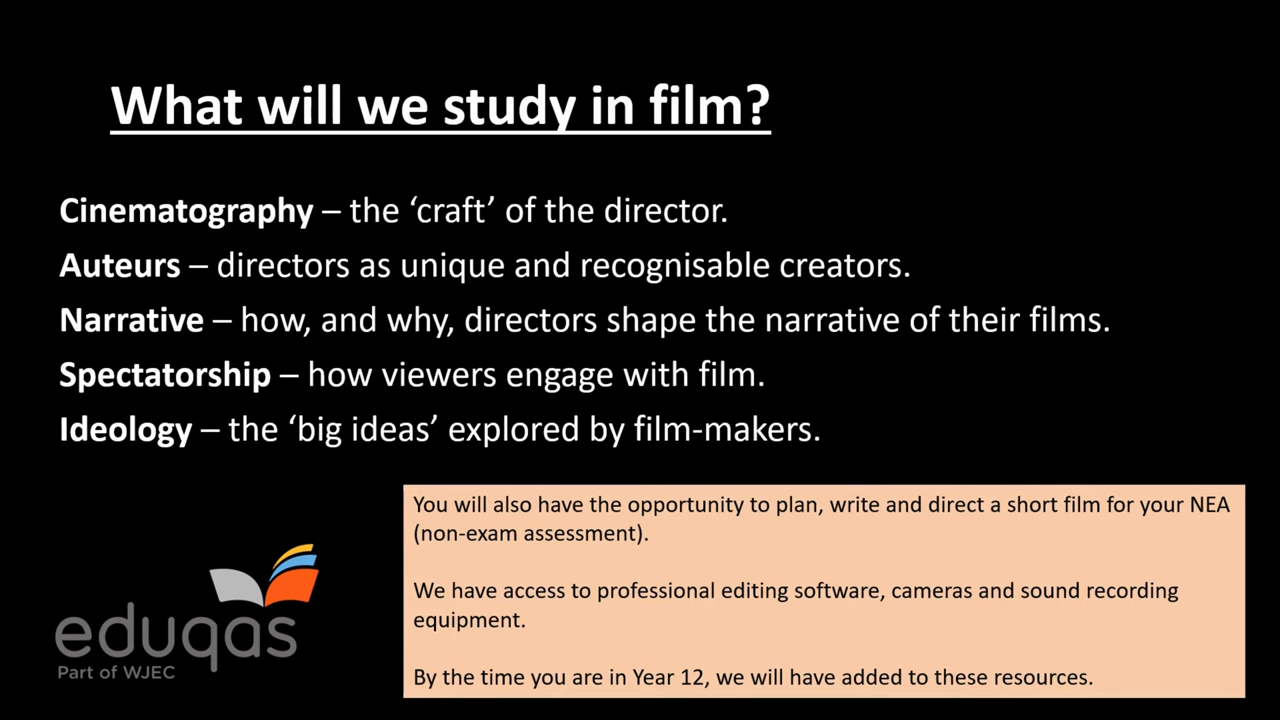 What will we study in film?
Cinematography – the ‘craft’ of the director.
Auteurs – directors as unique and recognisable creators.
Narrative – how, and why, directors shape the narrative of their films.
Spectatorship – how viewers engage with film.
Ideology – the ‘big ideas’ explored by film-makers.
You will also have the opportunity to plan, write and direct a short film for your NEA
(non-exam assessment).
We have access to professional editing software, cameras and sound recording
equipment.
By the time you are in Year 12, we will have added to these resources.
eduqas
Part of WJEC